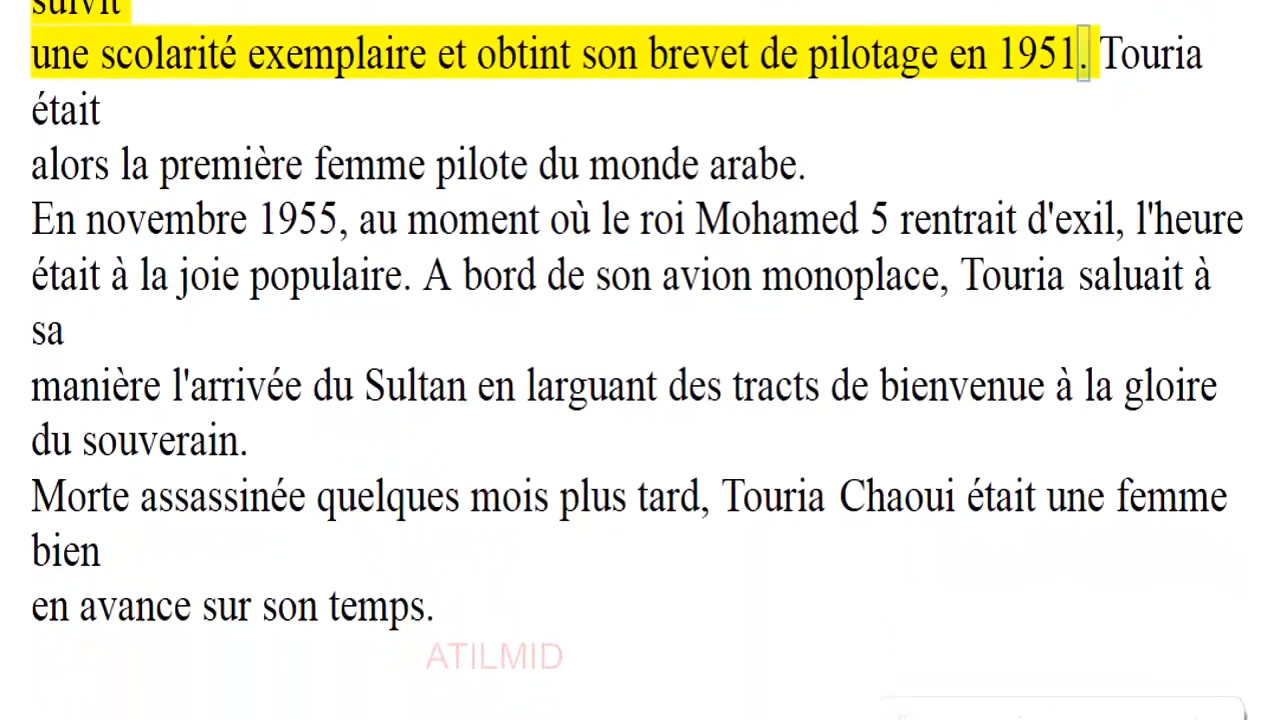 suivit
une scolarité exemplaire et obtint son brevet de pilotage en 1951. Touria
était
alors la première femme pilote du monde arabe.
En novembre 1955, au moment où le roi Mohamed 5 rentrait d'exil, l'heure
était à la joie populaire. A bord de son avion monoplace, Touria saluait à
sa
manière l'arrivée du Sultan en larguant des tracts de bienvenue à la gloire
du souverain.
Morte assassinée quelques mois plus tard, Touria Chaoui était une femme
bien
en avance sur son temps.
ATILMID